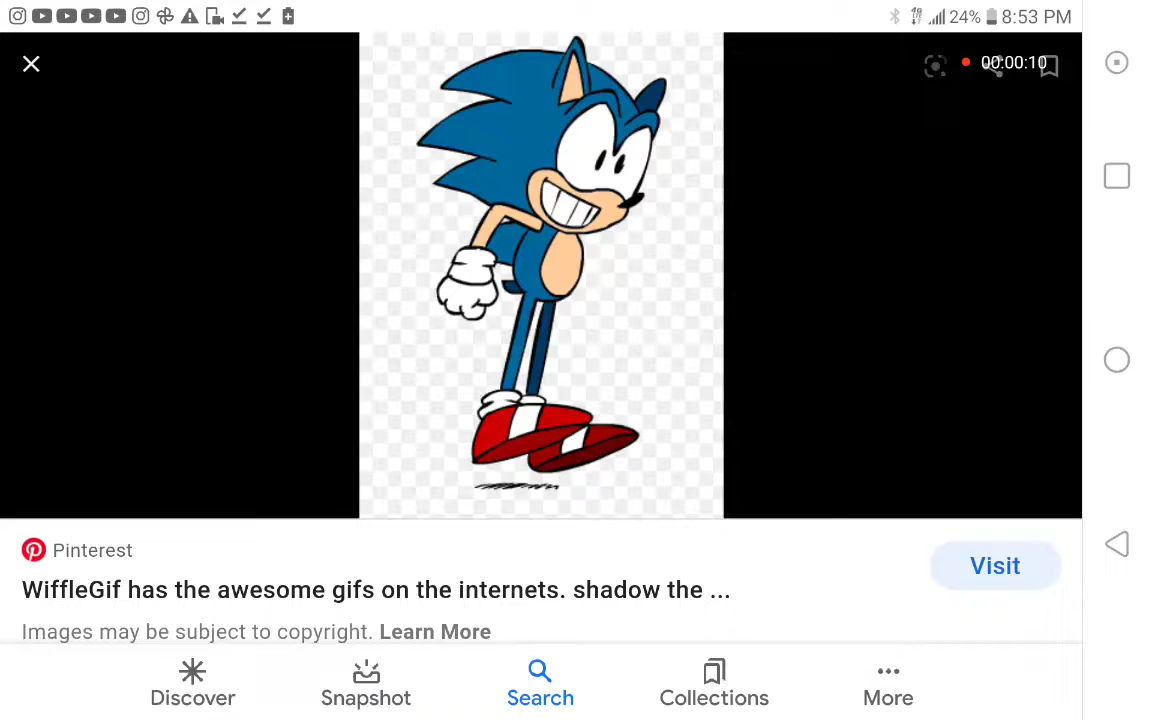 24% 8:53 PM
00:00:10
Pinterest
Visit
WiffleGif has the awesome gifs on the internets. shadow the ...
Images may be subject to copyright. Learn More
Discover Snapshot Search Collections More